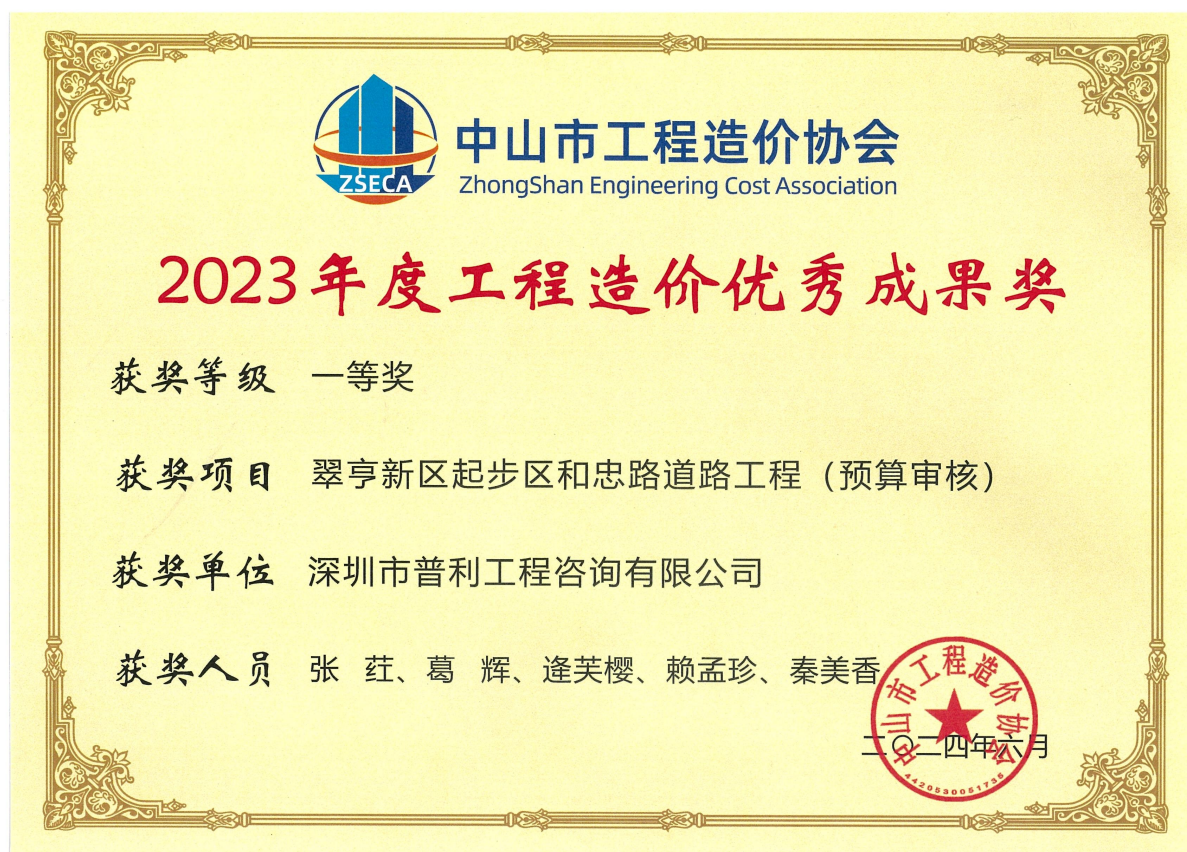 ZSECA
中山市工程造价协会
ZhongShan Engineering Cost Association
2023年度工程造价优秀成果奖
获奖等级 一等奖
获奖项目 翠亨新区起步区和忠路道路工程（预算审核）
获奖单位 深圳市普利工程咨询有限公司
获奖人员 张 荭、葛 辉、逄芙樱、赖孟珍、秦美香
中山市工程造价协会
4420530051735
二〇二四年六月